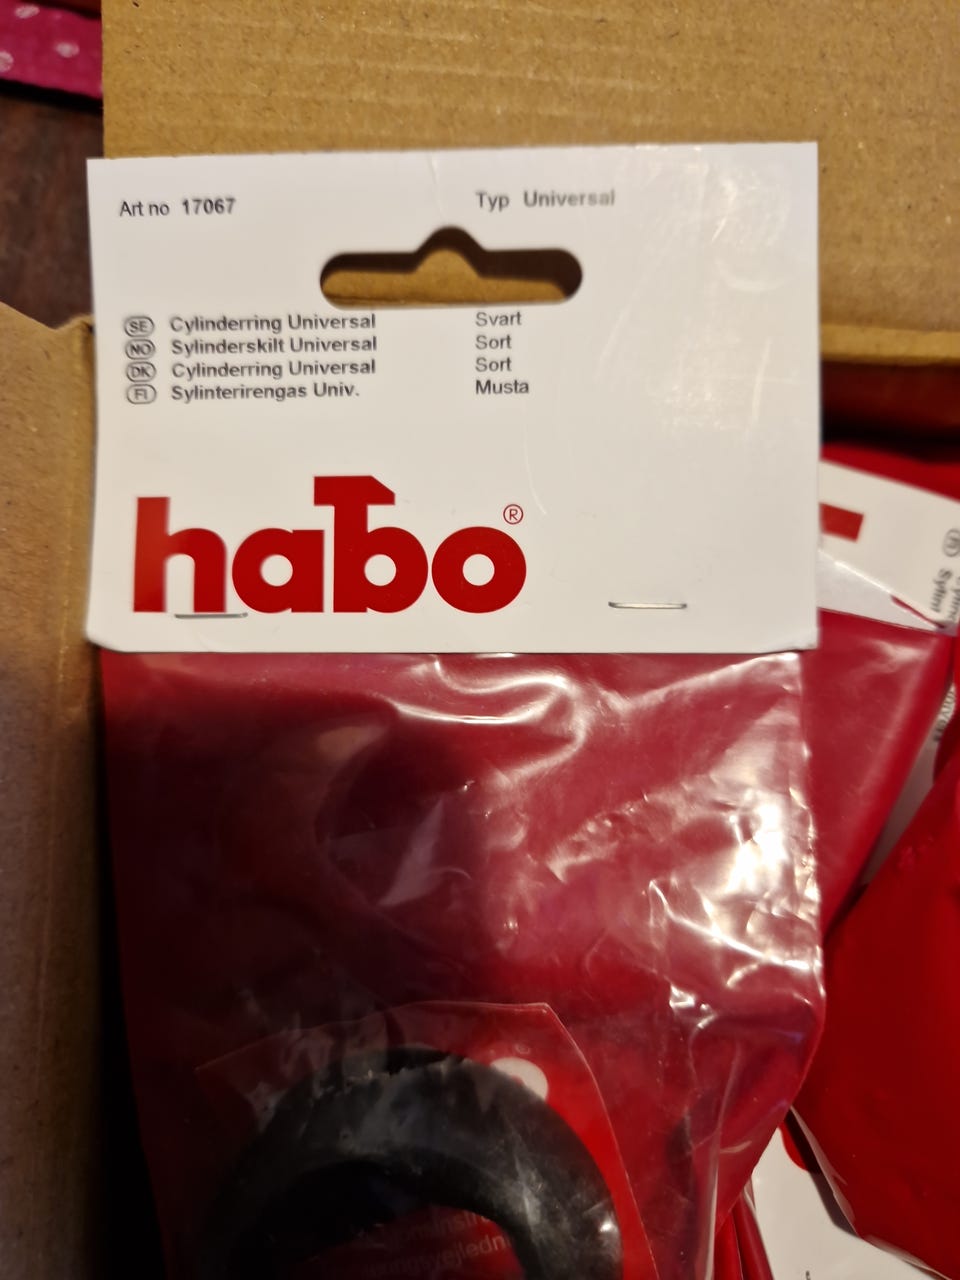 Art no 17067 Typ Universal
SE Cylinderring Universal Svart
NO Sylinderskilt Universal Sort
DK Cylinderring Universal Sort
FI Sylinterirengas Univ. Musta
habo®